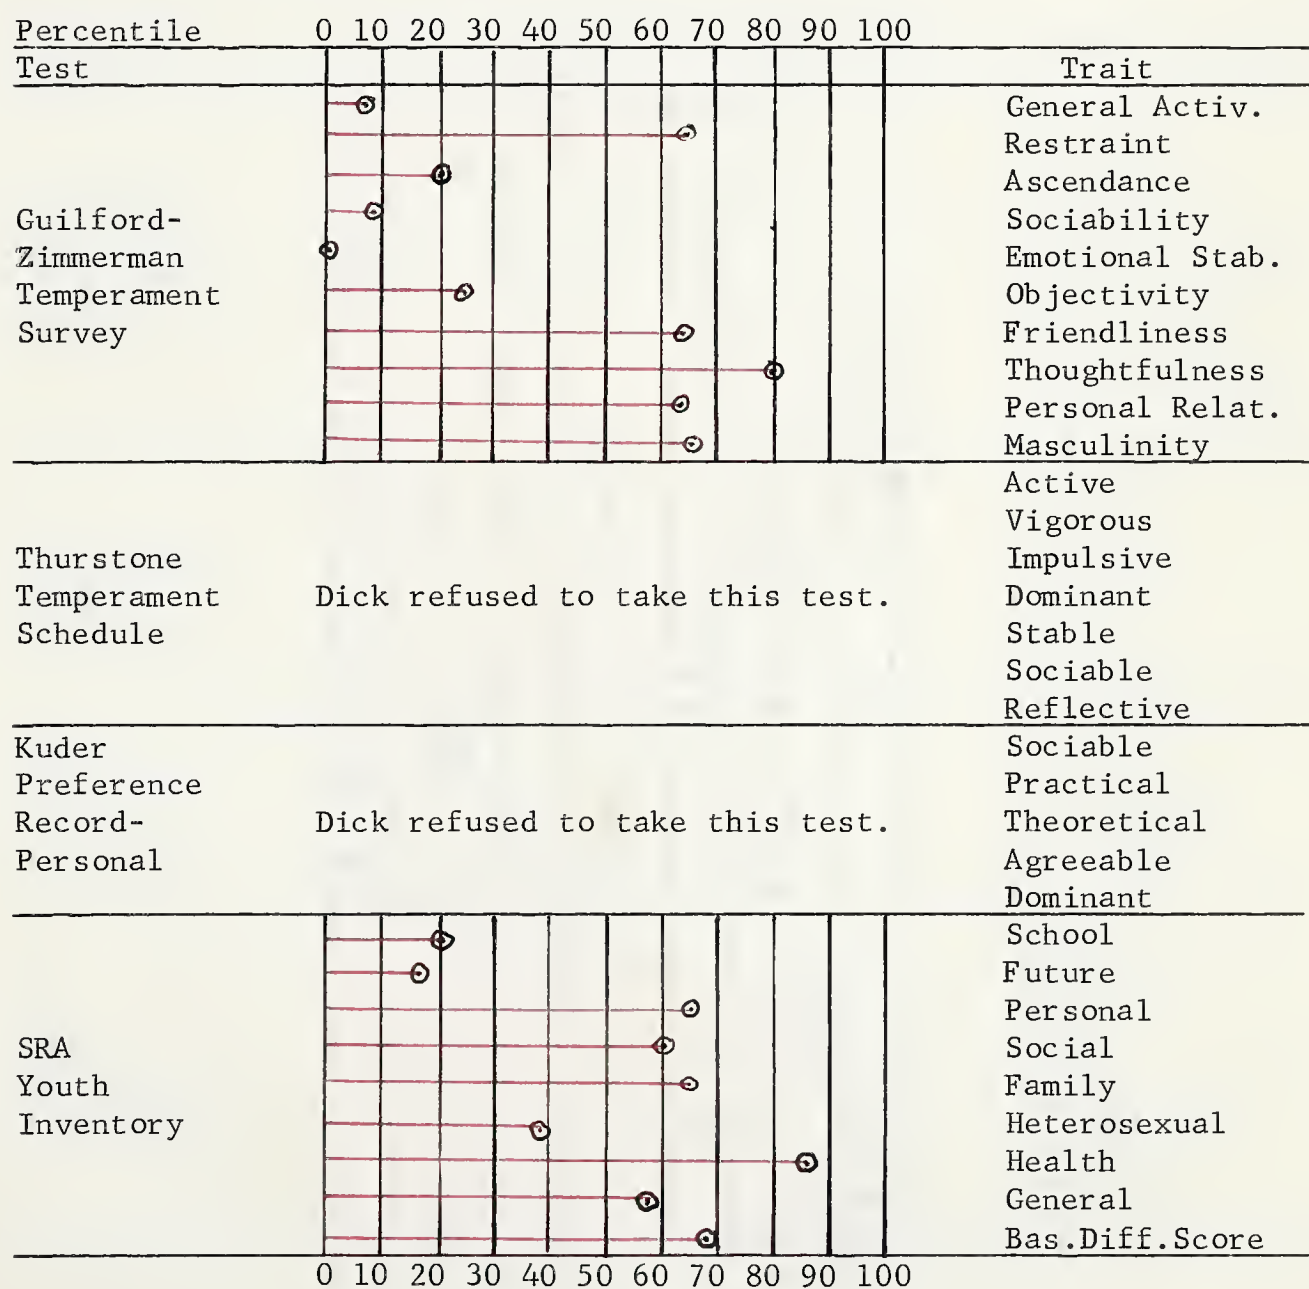 Percentile 0 10 20 30 40 50 60 70 80 90 100
Test Trait
General Activ.
Restraint
Ascendance
Guilford- Sociability
Zimmerman Emotional Stab.
Temperament Objectivity
Survey Friendliness
Thoughtfulness
Personal Relat.
Masculinity
Active
Vigorous
Thurstone Impulsive
Temperament Dick refused to take this test. Dominant
Schedule Stable
Sociable
Reflective
Kuder Sociable
Preference Practical
Record- Dick refused to take this test. Theoretical
Personal Agreeable
Dominant
School
Future
Personal
SRA Social
Youth Family
Inventory Heterosexual
Health
General
Bas.Diff.Score
0 10 20 30 40 50 60 70 80 90 100